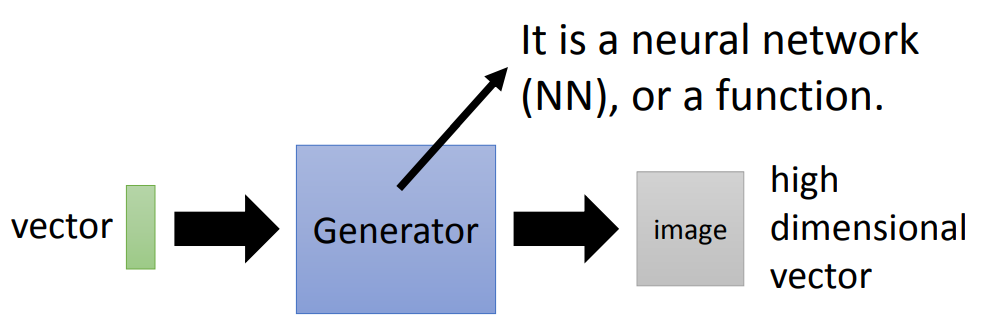 It is a neural network
(NN), or a function.
vector
Generator
image
high
dimensional
vector